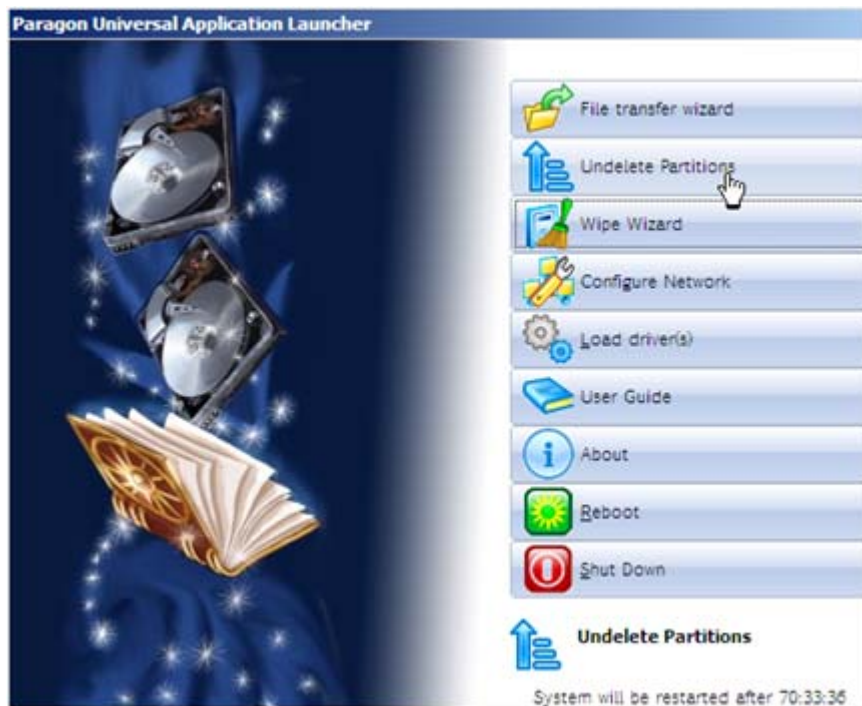 Paragon Universal Application Launcher
File transfer wizard
Undelete Partitions
Wipe Wizard
Configure Network
Load driver(s)
User Guide
About
Reboot
Shut Down
Undelete Partitions
System will be restarted after 70:33:36